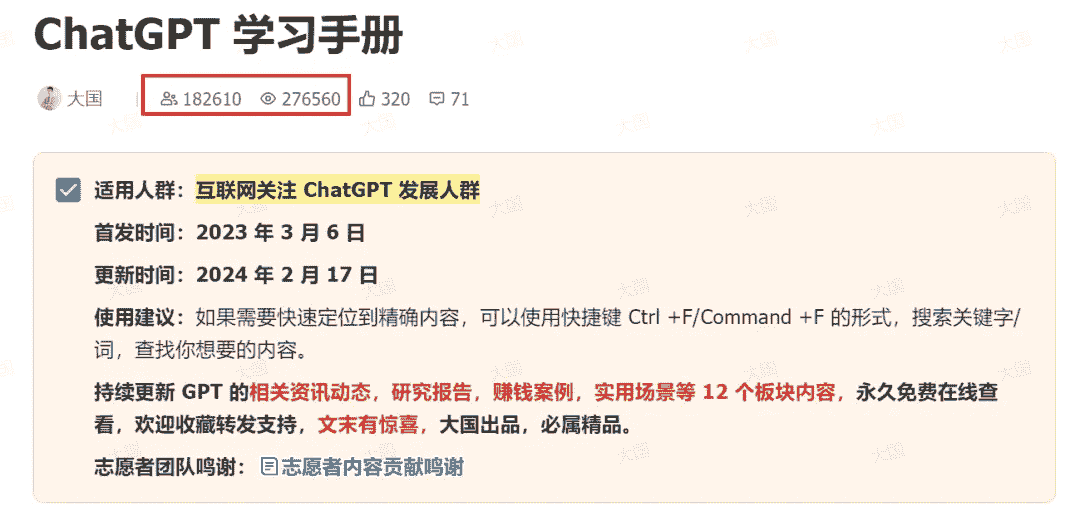 ChatGPT 学习手册
大国 182610 276560 320 71
适用人群：互联网关注 ChatGPT 发展人群
首发时间：2023 年 3 月 6 日
更新时间：2024 年 2 月 17 日
使用建议：如果需要快速定位到精确内容，可以使用快捷键 Ctrl +F/Command +F 的形式，搜索关键字/
词，查找你想要的内容。
持续更新 GPT 的相关资讯动态，研究报告，赚钱案例，实用场景等 12 个板块内容，永久免费在线查
看，欢迎收藏转发支持，文末有惊喜，大国出品，必属精品。
志愿者团队鸣谢：志愿者内容贡献鸣谢